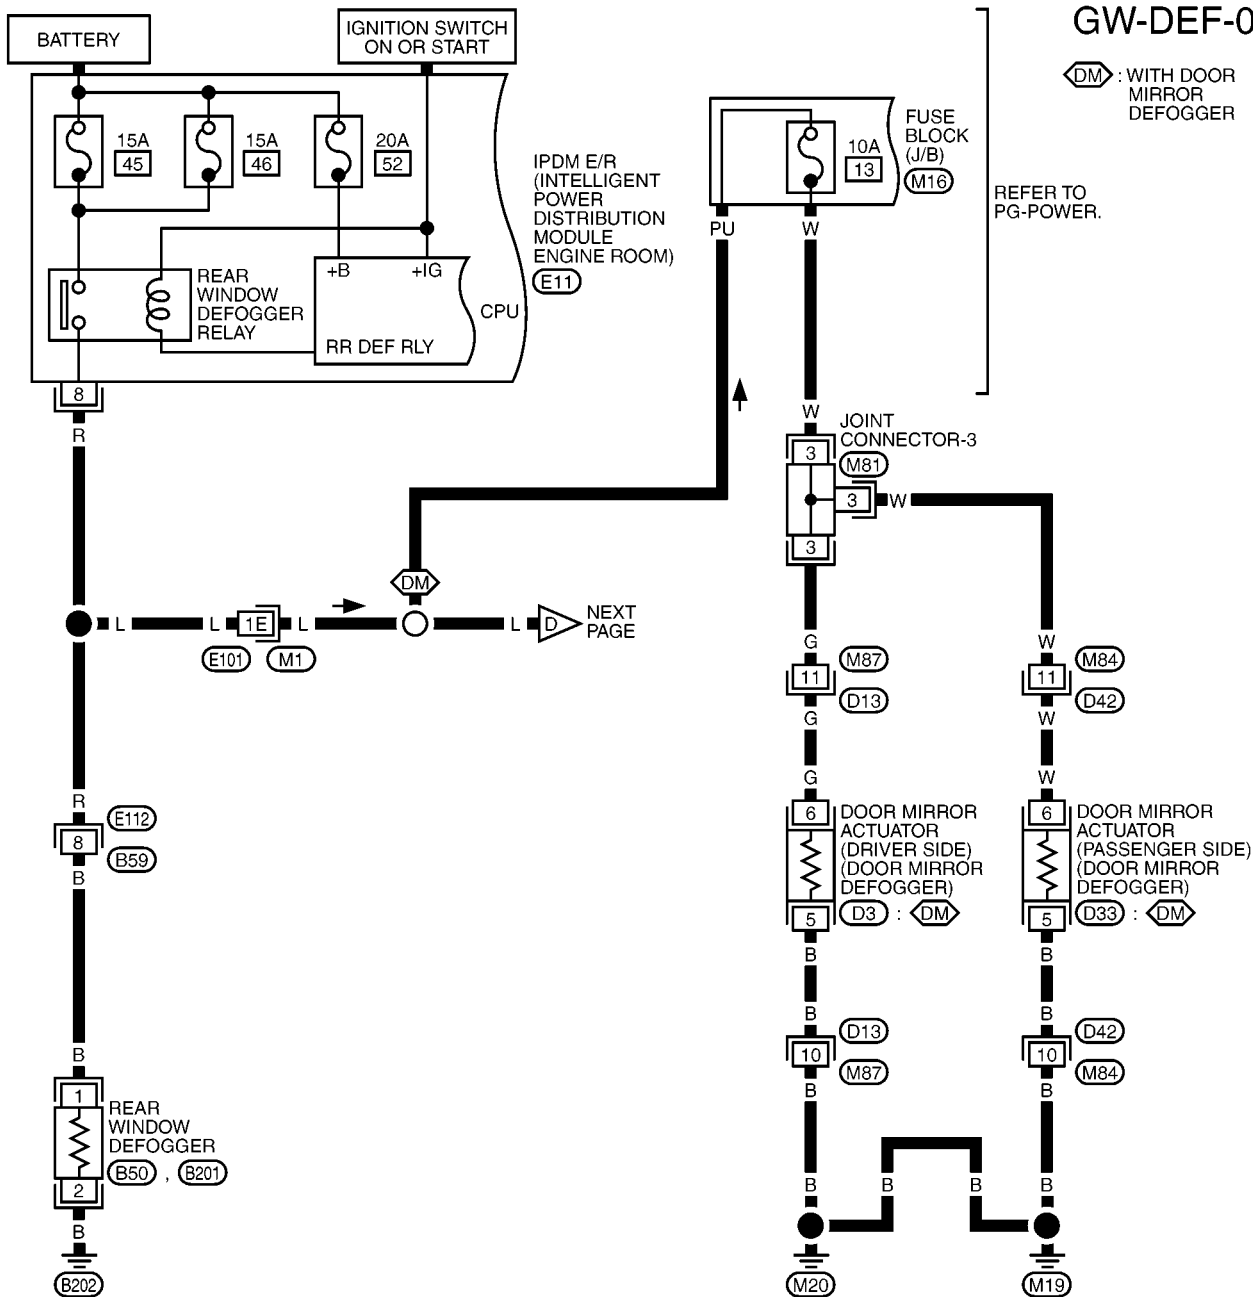 GW-DEF-0
BATTERY
IGNITION SWITCH
ON OR START
DM : WITH DOOR
MIRROR
DEFOGGER
15A
45
15A
46
20A
52
IPDM E/R
(INTELLIGENT
POWER
DISTRIBUTION
MODULE
ENGINE ROOM)
E11
10A
13
FUSE
BLOCK
(J/B)
M16
REFER TO
PG-POWER.
PU
W
+B
+IG
CPU
RR DEF RLY
REAR
WINDOW
DEFOGGER
RELAY
8
R
W
JOINT
CONNECTOR-3
M81
3
3
W
3
DM
L
L
1E
L
L
D
NEXT
PAGE
E101
M1
G
W
11
M87
D13
11
M84
D42
G
W
G
W
R
E112
8
B59
B
6
DOOR MIRROR
ACTUATOR
(DRIVER SIDE)
(DOOR MIRROR
DEFOGGER)
5
D3 : DM
6
DOOR MIRROR
ACTUATOR
(PASSENGER SIDE)
(DOOR MIRROR
DEFOGGER)
5
D33 : DM
B
B
B
B
D13
10
M87
D42
10
M84
B
B
B
1
REAR
WINDOW
DEFOGGER
B50 , B201
2
B
B202
B
B
B
B
M20
M19